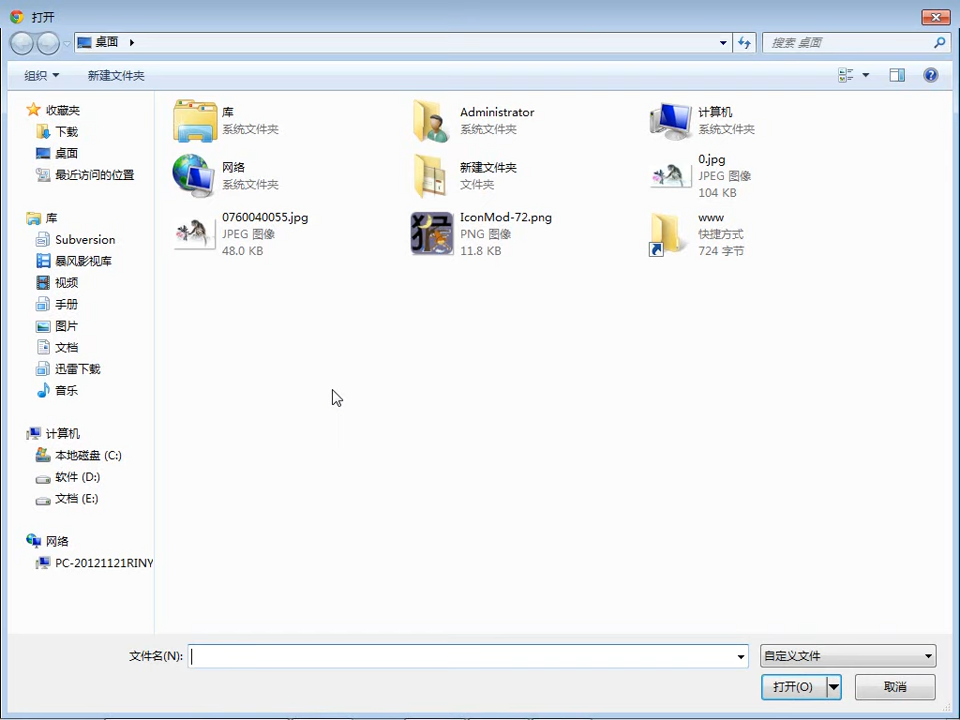 打开
桌面
搜索 桌面
组织
新建文件夹
收藏夹
下载
桌面
最近访问的位置
库
Subversion
暴风影视库
视频
手册
图片
文档
迅雷下载
音乐
计算机
本地磁盘 (C:)
软件 (D:)
文档 (E:)
网络
PC-20121121RINY
库
系统文件夹
Administrator
系统文件夹
计算机
系统文件夹
网络
系统文件夹
新建文件夹
文件夹
0.jpg
JPEG 图像
104 KB
0760040055.jpg
JPEG 图像
48.0 KB
IconMod-72.png
PNG 图像
11.8 KB
猴
www
快捷方式
724 字节
文件名(N):
自定义文件
打开(O)
取消